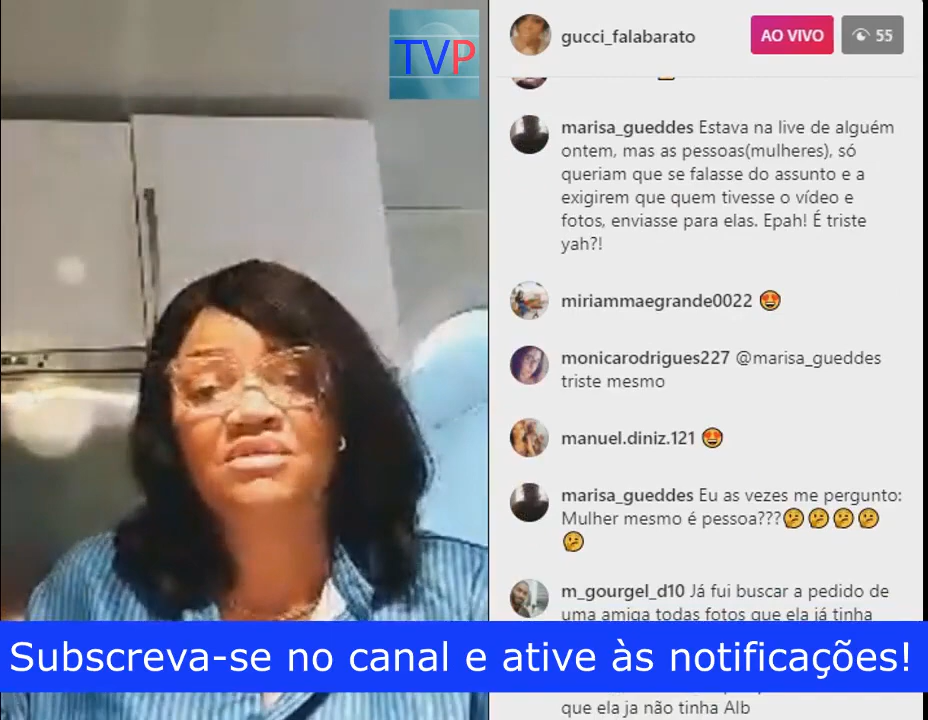 TVP
gucci_falabarato
AO VIVO
55
marisa_gueddes Estava na live de alguém
ontem, mas as pessoas(mulheres), só
queriam que se falasse do assunto e a
exigirem que quem tivesse o vídeo e
fotos, enviasse para elas. Epah! É triste
yah?!
miriammaegrande0022 😍
monicarodrigues227 @marisa_gueddes
triste mesmo
manuel.diniz.121 😍
marisa_gueddes Eu as vezes me pergunto:
Mulher mesmo é pessoa???🤔🤔🤔🤔
🤔
m_gourgel_d10 Já fui buscar a pedido de
uma amiga todas fotos que ela já tinha
Subscreva-se no canal e ative às notificações!
que ela ja não tinha Alb